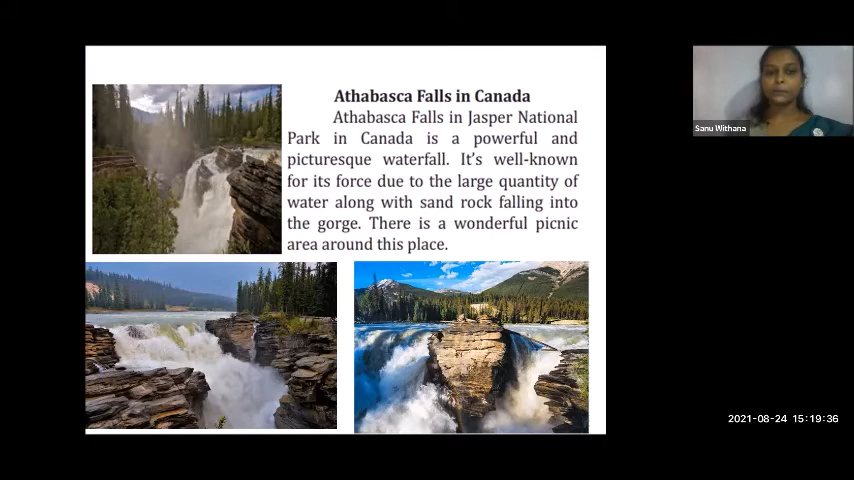 Athabasca Falls in Canada
Athabasca Falls in Jasper National
Park in Canada is a powerful and
picturesque waterfall. It's well-known
for its force due to the large quantity of
water along with sand rock falling into
the gorge. There is a wonderful picnic
area around this place.
Sanu Withana
2021-08-24 15:19:36